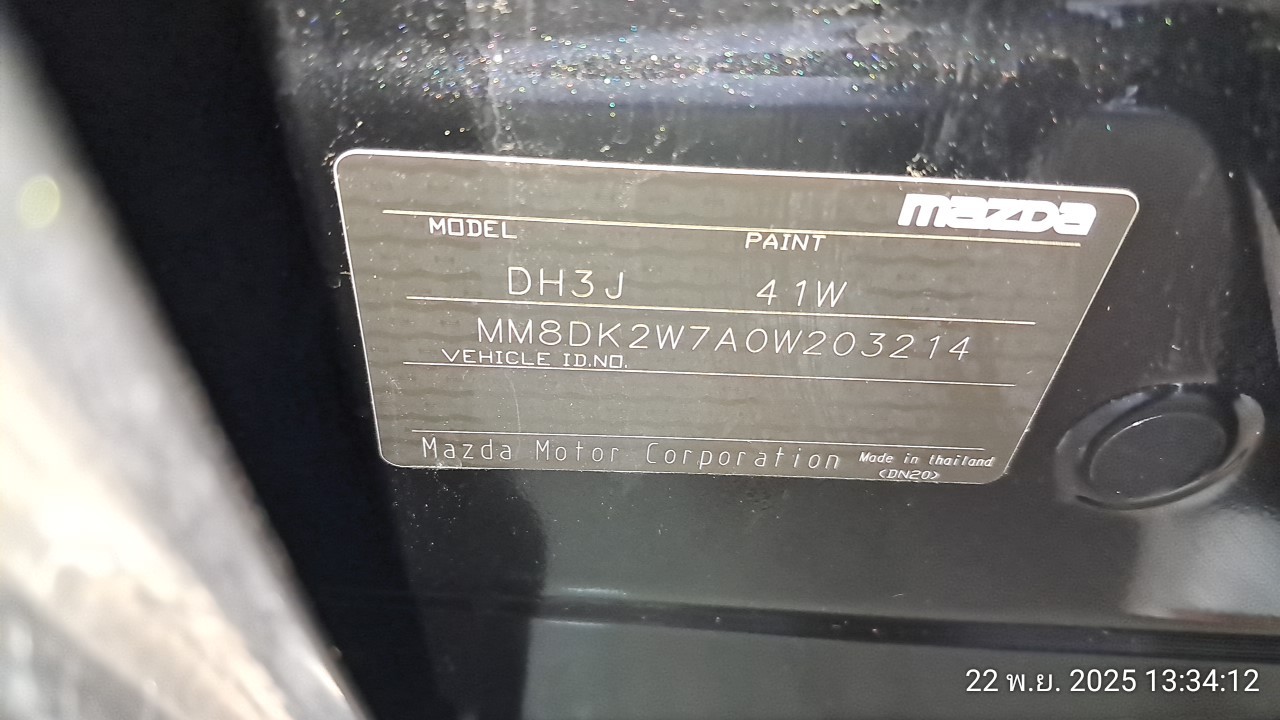 mazda
MODEL PAINT
DH3J 41W
MM8DK2W7A0W203214
VEHICLE ID.NO.
Mazda Motor Corporation Made in thailand
<DN20>
22 พ.ย. 2025 13:34:12